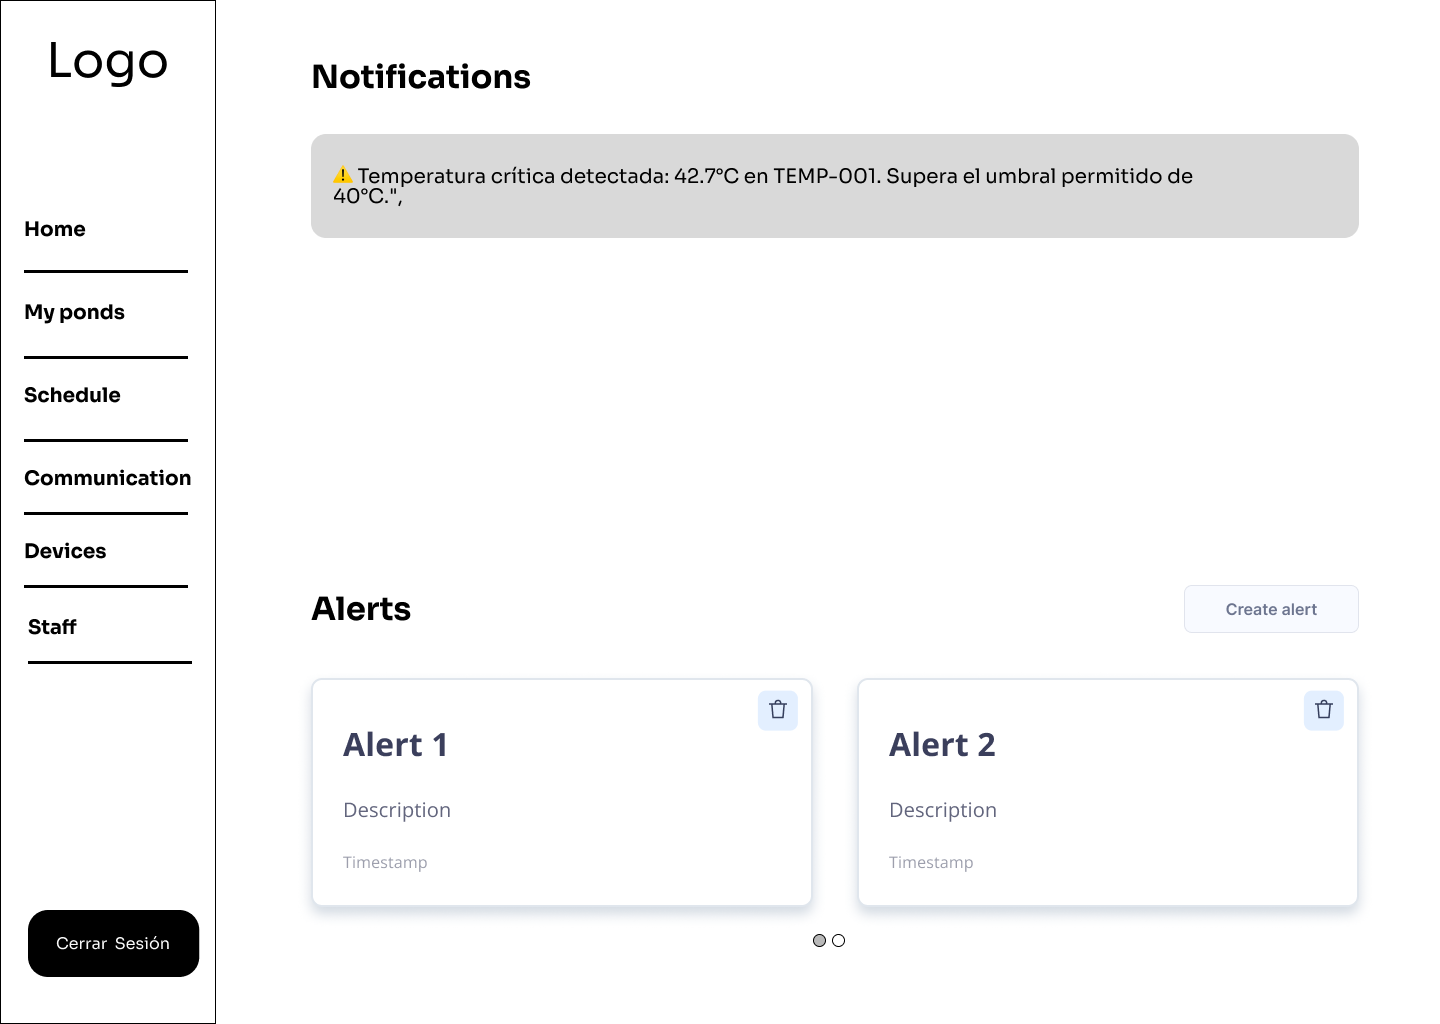 Logo
Home
My ponds
Schedule
Communication
Devices
Staff
Cerrar Sesión
Notifications
⚠️ Temperatura crítica detectada: 42.7°C en TEMP-001. Supera el umbral permitido de
40°C.",
Alerts
Create alert
Alert 1
Description
Timestamp
Alert 2
Description
Timestamp